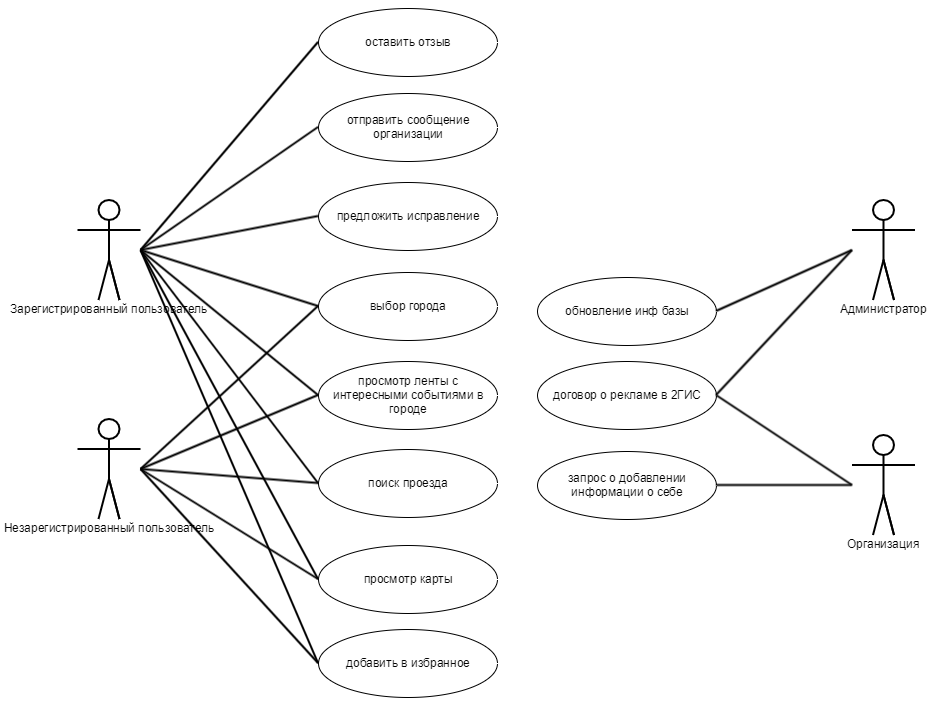 оставить отзыв
отправить сообщение
организации
предложить исправление
Зарегистрированный пользователь
выбор города
просмотр ленты с
интересными событиями в
городе
поиск проезда
Незарегистрированный пользователь
просмотр карты
добавить в избранное
обновление инф базы
Администратор
договор о рекламе в 2ГИС
запрос о добавлении
информации о себе
Организация